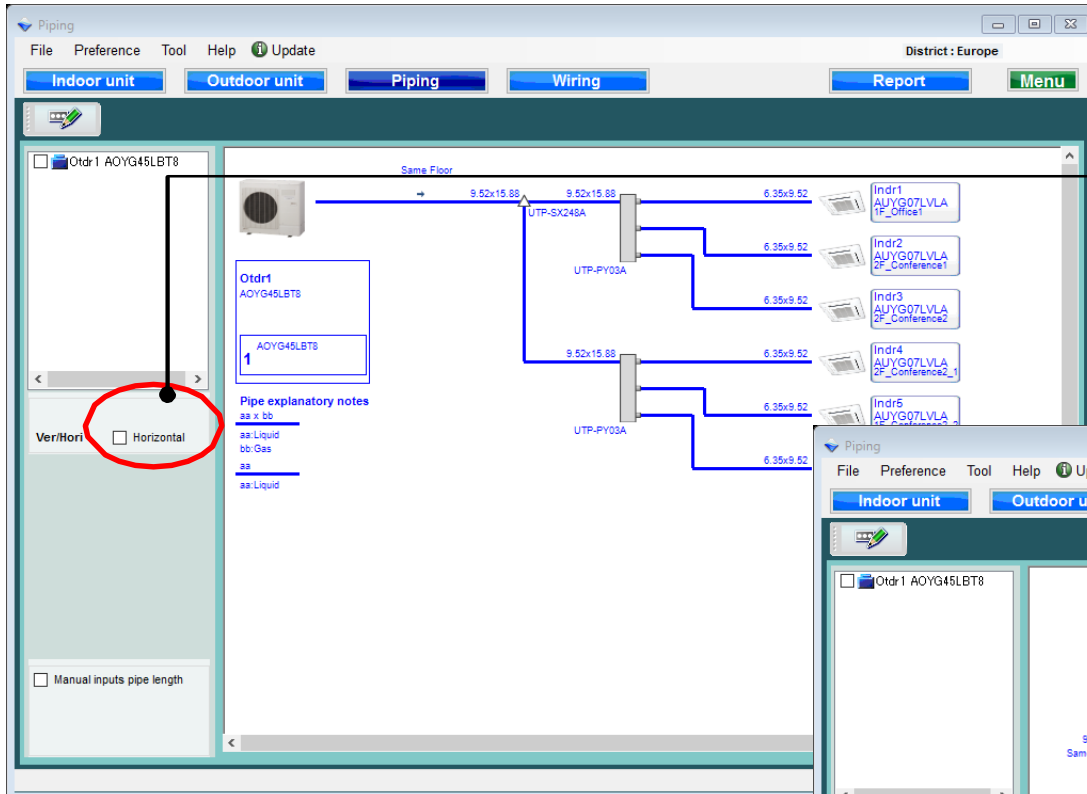 Piping
File Preference Tool Help Update
District : Europe
Indoor unit
Outdoor unit
Piping
Wiring
Report
Menu
Otdr1 AOYG45LBT8
Ver/Hori
Horizontal
Manual inputs pipe length
Same Floor
9.52x15.88
9.52x15.88
6.35x9.52
UTP-SX248A
UTP-PY03A
Indr1
AUYG07LVLA
1F_Office1
6.35x9.52
Indr2
AUYG07LVLA
2F_Conference1
6.35x9.52
Indr3
AUYG07LVLA
2F_Conference2
9.52x15.88
6.35x9.52
UTP-PY03A
Indr4
AUYG07LVLA
2F_Conference2_1
6.35x9.52
Indr5
AUYG07LVLA
6.35x9.52
Otdr1
AOYG45LBT8
AOYG45LBT8
1
Pipe explanatory notes
aa x bb
aa:Liquid
bb:Gas
aa
aa:Liquid
Piping
File Preference Tool Help
Indoor unit
Outdoor u
Otdr1 AOYG45LBT8
9
Sam